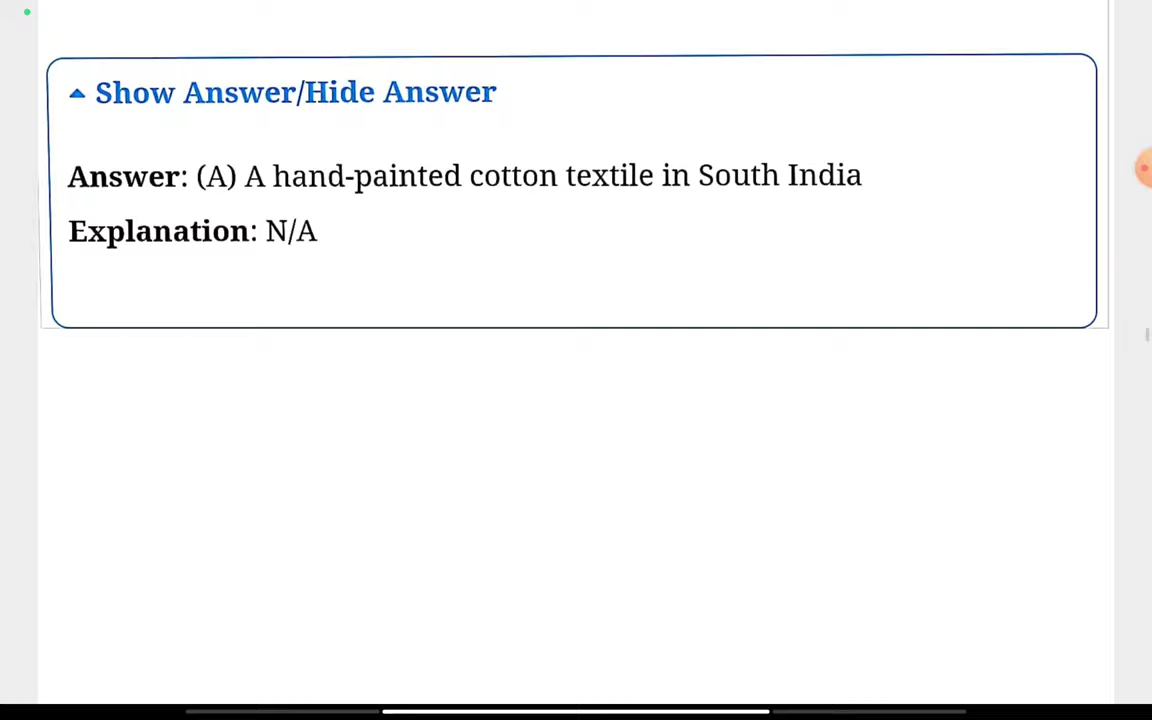 Show Answer/Hide Answer
Answer: (A) A hand-painted cotton textile in South India
Explanation: N/A